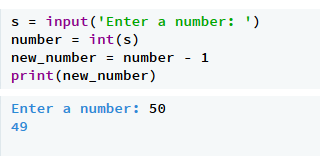 s = input('Enter a number: ')
number = int(s)
new_number = number - 1
print(new_number)
Enter a number: 50
49